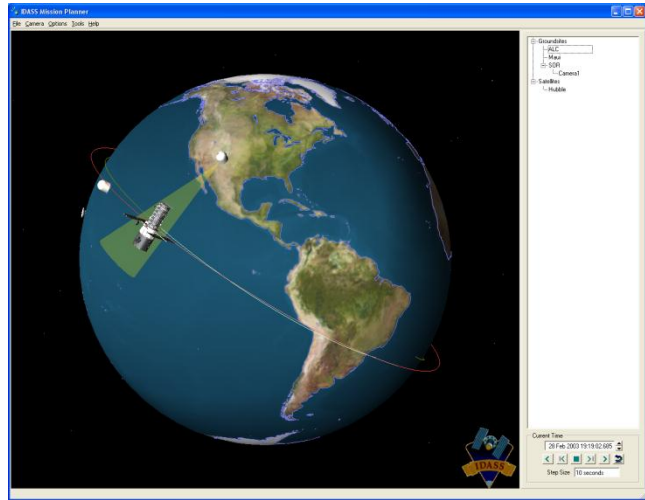 IDASS Mission Planner
File Camera Options Tools Help
Groundsites
ALC
Maui
SOR
Camera1
Satellites
Hubble
Current Time
28 Feb 2003 19:19:02.685
Step Size 10 seconds
IDASS